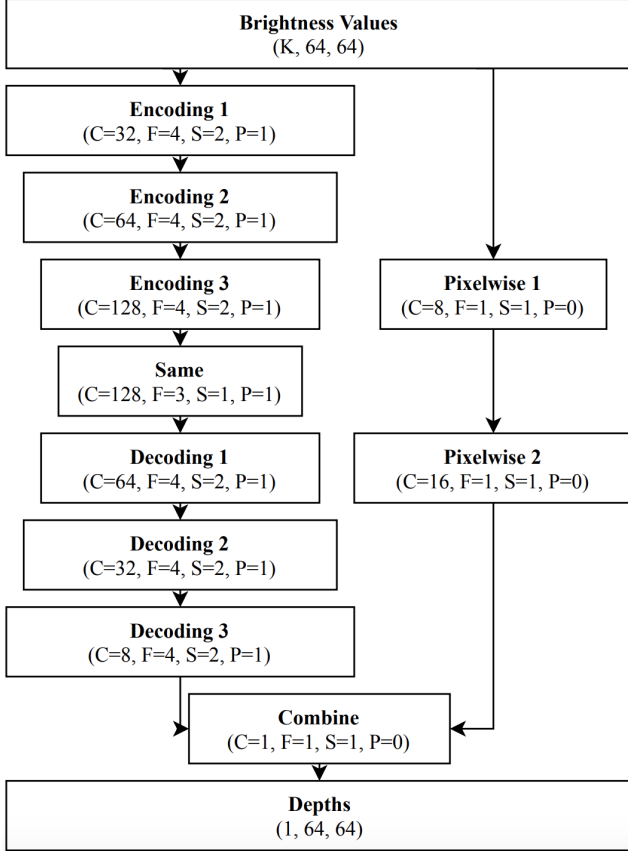 Brightness Values
(K, 64, 64)
Encoding 1
(C=32, F=4, S=2, P=1)
Encoding 2
(C=64, F=4, S=2, P=1)
Encoding 3
(C=128, F=4, S=2, P=1)
Pixelwise 1
(C=8, F=1, S=1, P=0)
Same
(C=128, F=3, S=1, P=1)
Decoding 1
(C=64, F=4, S=2, P=1)
Pixelwise 2
(C=16, F=1, S=1, P=0)
Decoding 2
(C=32, F=4, S=2, P=1)
Decoding 3
(C=8, F=4, S=2, P=1)
Combine
(C=1, F=1, S=1, P=0)
Depths
(1, 64, 64)